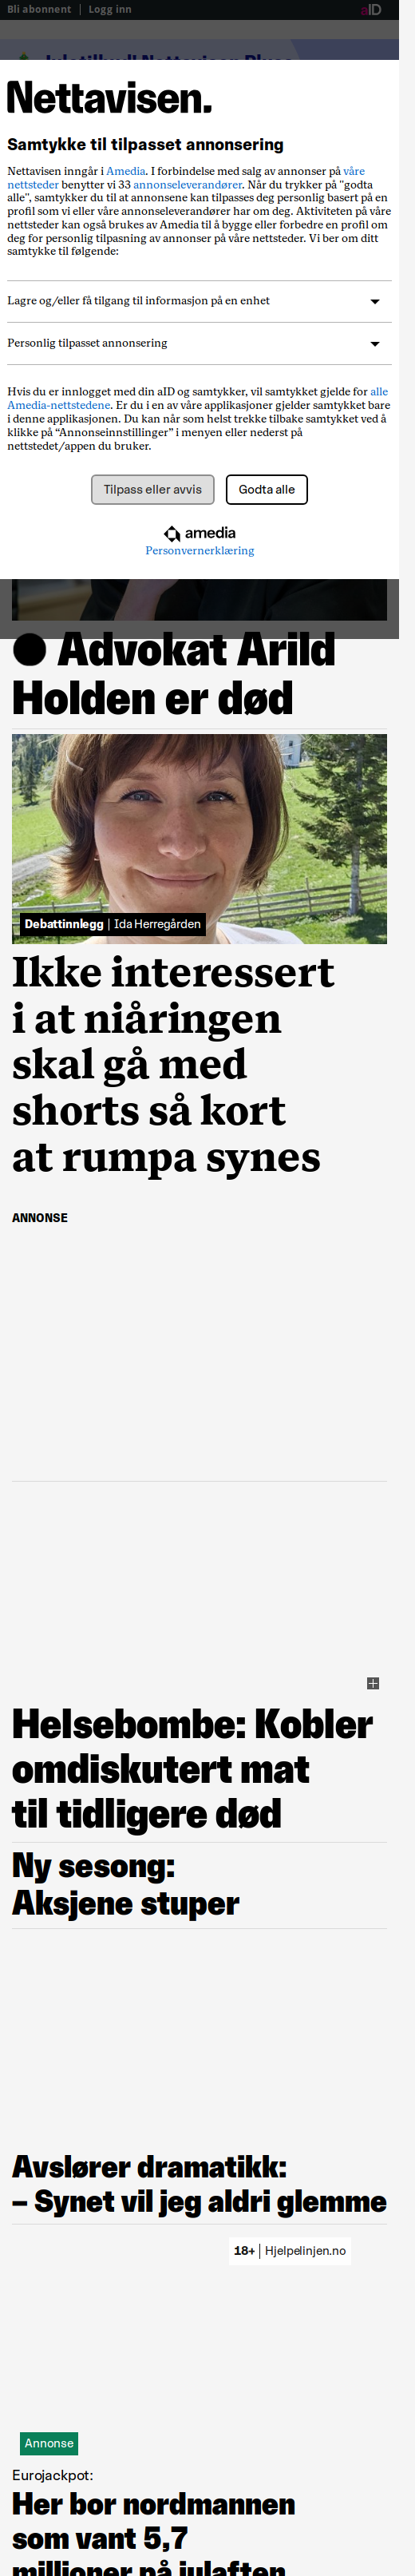 Bli abonnent | Logg inn
aID
Nettavisen.
Samtykke til tilpasset annonsering
Nettavisen inngår i Amedia. I forbindelse med salg av annonser på våre
nettsteder benytter vi 33 annonseleverandører. Når du trykker på "godta
alle", samtykker du til at annonsene kan tilpasses deg personlig basert på en
profil som vi eller våre annonseleverandører har om deg. Aktiviteten på våre
nettsteder kan også brukes av Amedia til å bygge eller forbedre en profil om
deg for personlig tilpasning av annonser på våre nettsteder. Vi ber om ditt
samtykke til følgende:
Lagre og/eller få tilgang til informasjon på en enhet
Personlig tilpasset annonsering
Hvis du er innlogget med din aID og samtykker, vil samtykket gjelde for alle
Amedia-nettstedene. Er du i en av våre applikasjoner gjelder samtykket bare
i denne applikasjonen. Du kan når som helst trekke tilbake samtykket ved å
klikke på “Annonseinnstillinger” i menyen eller nederst på
nettstedet/appen du bruker.
Tilpass eller avvis
Godta alle
amedia
Personvernerklæring
Advokat Arild
Holden er død
Debattinnlegg | Ida Herregården
Ikke interessert
i at niåringen
skal gå med
shorts så kort
at rumpa synes
ANNONSE
Helsebombe: Kobler
omdiskutert mat
til tidligere død
Ny sesong:
Aksjene stuper
Avslører dramatikk:
– Synet vil jeg aldri glemme
18+ | Hjelpelinjen.no
Annonse
Eurojackpot:
Her bor nordmannen
som vant 5,7
millioner på julaften